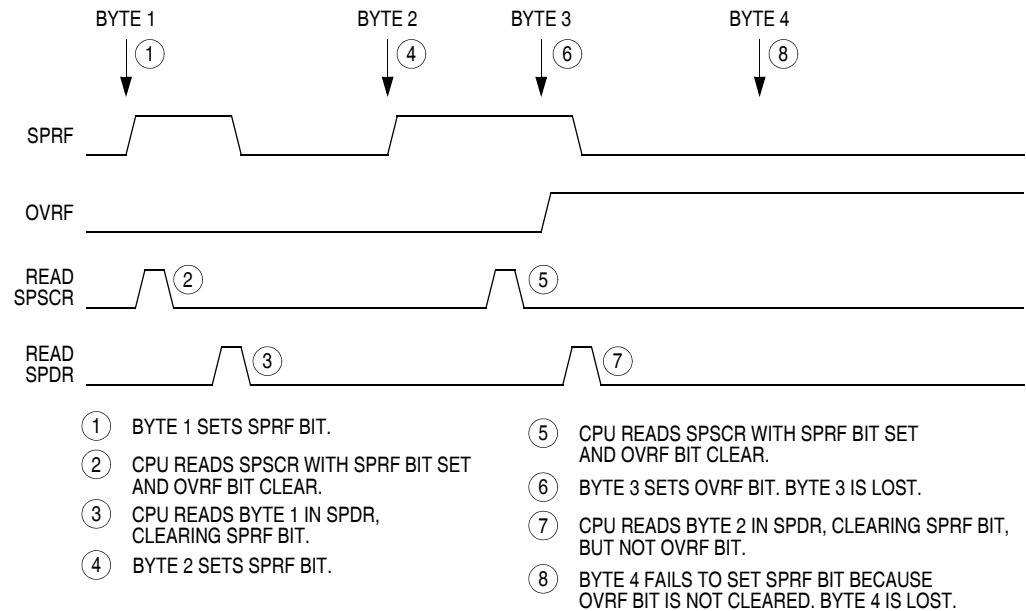 BYTE 1 BYTE 2 BYTE 3 BYTE 4
1 4 6 8
SPRF
OVRF
READ
SPSCR
2 5
READ
SPDR
3 7
1 BYTE 1 SETS SPRF BIT.
2 CPU READS SPSCR WITH SPRF BIT SET
AND OVRF BIT CLEAR.
3 CPU READS BYTE 1 IN SPDR,
CLEARING SPRF BIT.
4 BYTE 2 SETS SPRF BIT.
5 CPU READS SPSCR WITH SPRF BIT SET
AND OVRF BIT CLEAR.
6 BYTE 3 SETS OVRF BIT. BYTE 3 IS LOST.
7 CPU READS BYTE 2 IN SPDR, CLEARING SPRF BIT,
BUT NOT OVRF BIT.
8 BYTE 4 FAILS TO SET SPRF BIT BECAUSE
OVRF BIT IS NOT CLEARED. BYTE 4 IS LOST.